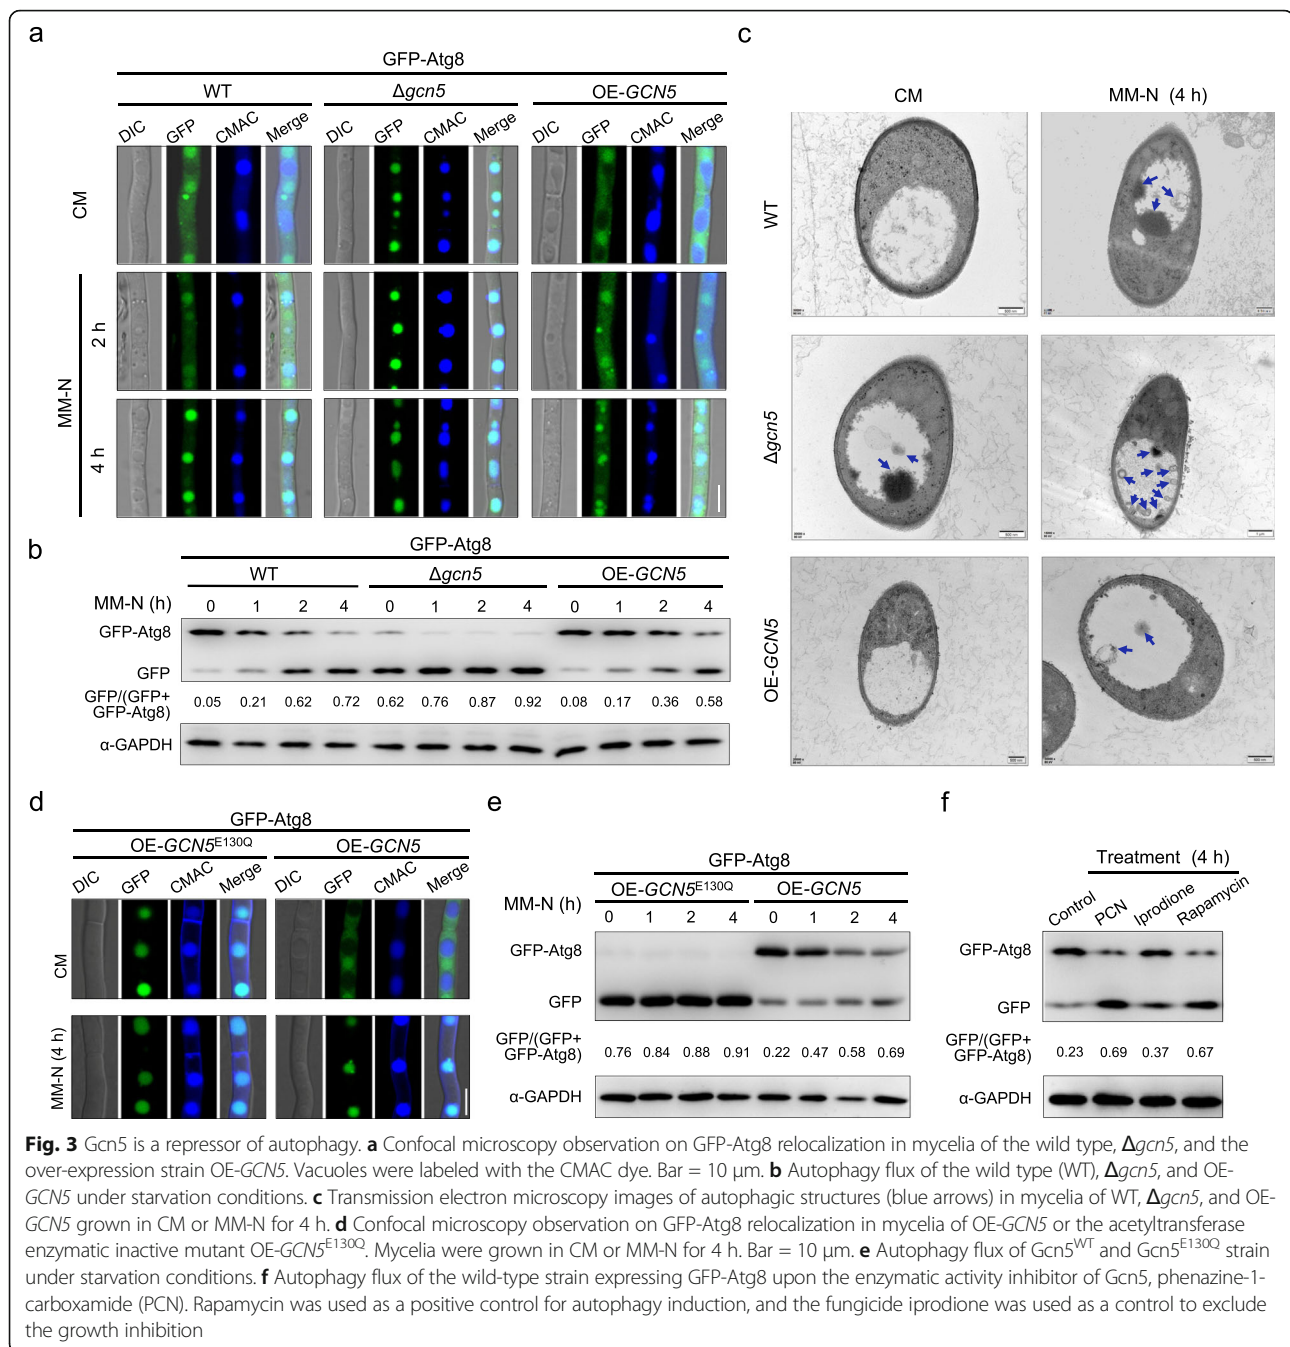 a
GFP-Atg8
WT Δgcn5 OE-GCN5
DIC GFP CMAC Merge DIC GFP CMAC Merge DIC GFP CMAC Merge
CM
MM-N
2 h
4 h
b
GFP-Atg8
WT Δgcn5 OE-GCN5
MM-N (h) 0 1 2 4 0 1 2 4 0 1 2 4
GFP-Atg8
GFP
GFP/(GFP+
GFP-Atg8)
0.05 0.21 0.62 0.72 0.62 0.76 0.87 0.92 0.08 0.17 0.36 0.58
α-GAPDH
c
CM MM-N (4 h)
WT
Δgcn5
OE-GCN5
d
GFP-Atg8
OE-GCN5E130Q OE-GCN5
DIC GFP CMAC Merge DIC GFP CMAC Merge
CM
MM-N (4 h)
e
GFP-Atg8
OE-GCN5E130Q OE-GCN5
MM-N (h) 0 1 2 4 0 1 2 4
GFP-Atg8
GFP
GFP/(GFP+
GFP-Atg8)
0.76 0.84 0.88 0.91 0.22 0.47 0.58 0.69
α-GAPDH
f
Treatment (4 h)
Control PCN Iprodione Rapamycin
GFP-Atg8
GFP
GFP/(GFP+
GFP-Atg8)
0.23 0.69 0.37 0.67
α-GAPDH
Fig. 3 Gcn5 is a repressor of autophagy. a Confocal microscopy observation on GFP-Atg8 relocalization in mycelia of the wild type, Δgcn5, and the
over-expression strain OE-GCN5. Vacuoles were labeled with the CMAC dye. Bar = 10 μm. b Autophagy flux of the wild type (WT), Δgcn5, and OE-
GCN5 under starvation conditions. c Transmission electron microscopy images of autophagic structures (blue arrows) in mycelia of WT, Δgcn5, and OE-
GCN5 grown in CM or MM-N for 4 h. d Confocal microscopy observation on GFP-Atg8 relocalization in mycelia of OE-GCN5 or the acetyltransferase
enzymatic inactive mutant OE-GCN5E130Q. Mycelia were grown in CM or MM-N for 4 h. Bar = 10 μm. e Autophagy flux of Gcn5WT and Gcn5E130Q strain
under starvation conditions. f Autophagy flux of the wild-type strain expressing GFP-Atg8 upon the enzymatic activity inhibitor of Gcn5, phenazine-1-
carboxamide (PCN). Rapamycin was used as a positive control for autophagy induction, and the fungicide iprodione was used as a control to exclude
the growth inhibition